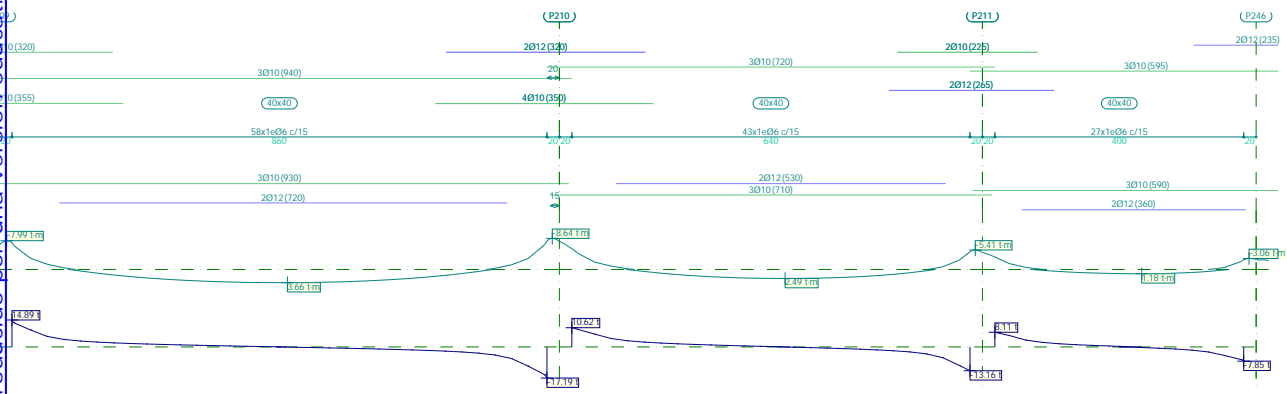 P210 P211 P246
10 (320) 2Ø12 (320) 2Ø10 (225) 2Ø12 (235)
3Ø10 (940) 20 3Ø10 (720) 3Ø10 (595)
2Ø12 (265)
10 (355) 40x40 4Ø10 (350) 40x40 40x40
58x1eØ6 c/15 43x1eØ6 c/15 27x1eØ6 c/15
860 20 20 640 20 20 400 20
3Ø10 (930) 2Ø12 (530) 3Ø10 (590)
15 3Ø10 (710)
2Ø12 (720) 2Ø12 (360)
-7.99 t·m -8.64 t·m -5.41 t·m -3.06 t·m
3.66 t·m 2.49 t·m 1.18 t·m
14.89 t 10.62 t 8.11 t
-17.19 t -13.16 t -7.85 t